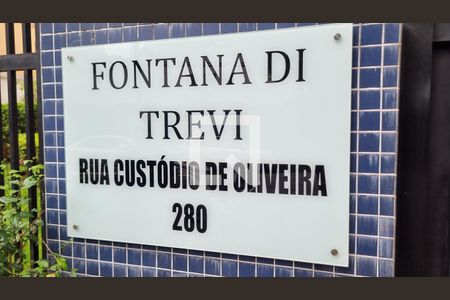 FONTANA DI
TREVI
RUA CUSTÓDIO DE OLIVEIRA
280